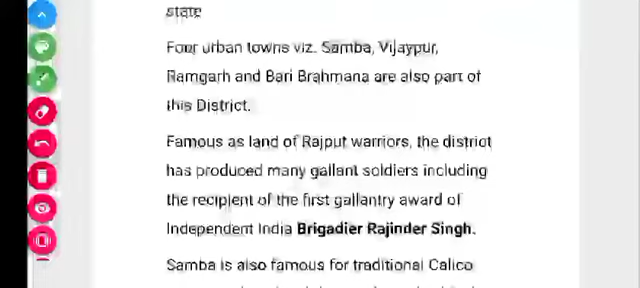 state
Four urban towns viz. Samba, Vijaypur,
Ramgarh and Bari Brahmana are also part of
this District.
Famous as land of Rajput warriors, the district
has produced many gallant soldiers including
the recipient of the first gallantry award of
Independent India Brigadier Rajinder Singh.
Samba is also famous for traditional Calico